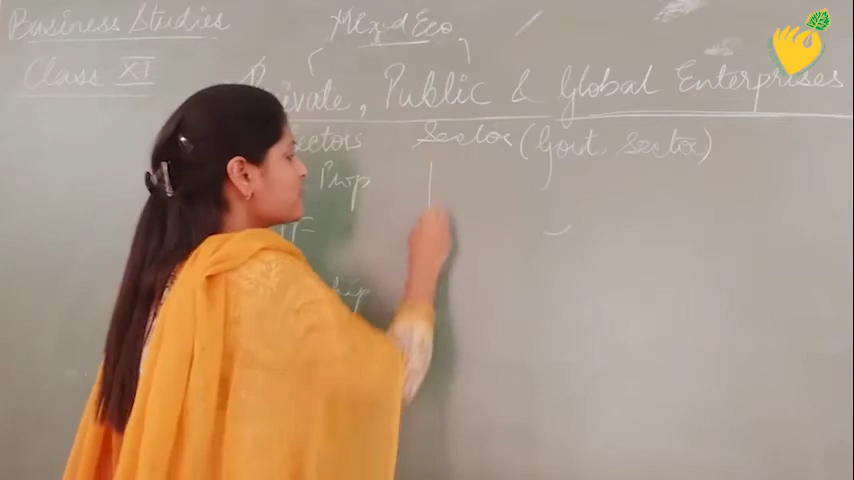 Business Studies
Mixed Eco
Class XI
Private, Public & Global Enterprises
Sectors Sector (Govt. Sector)
Prop